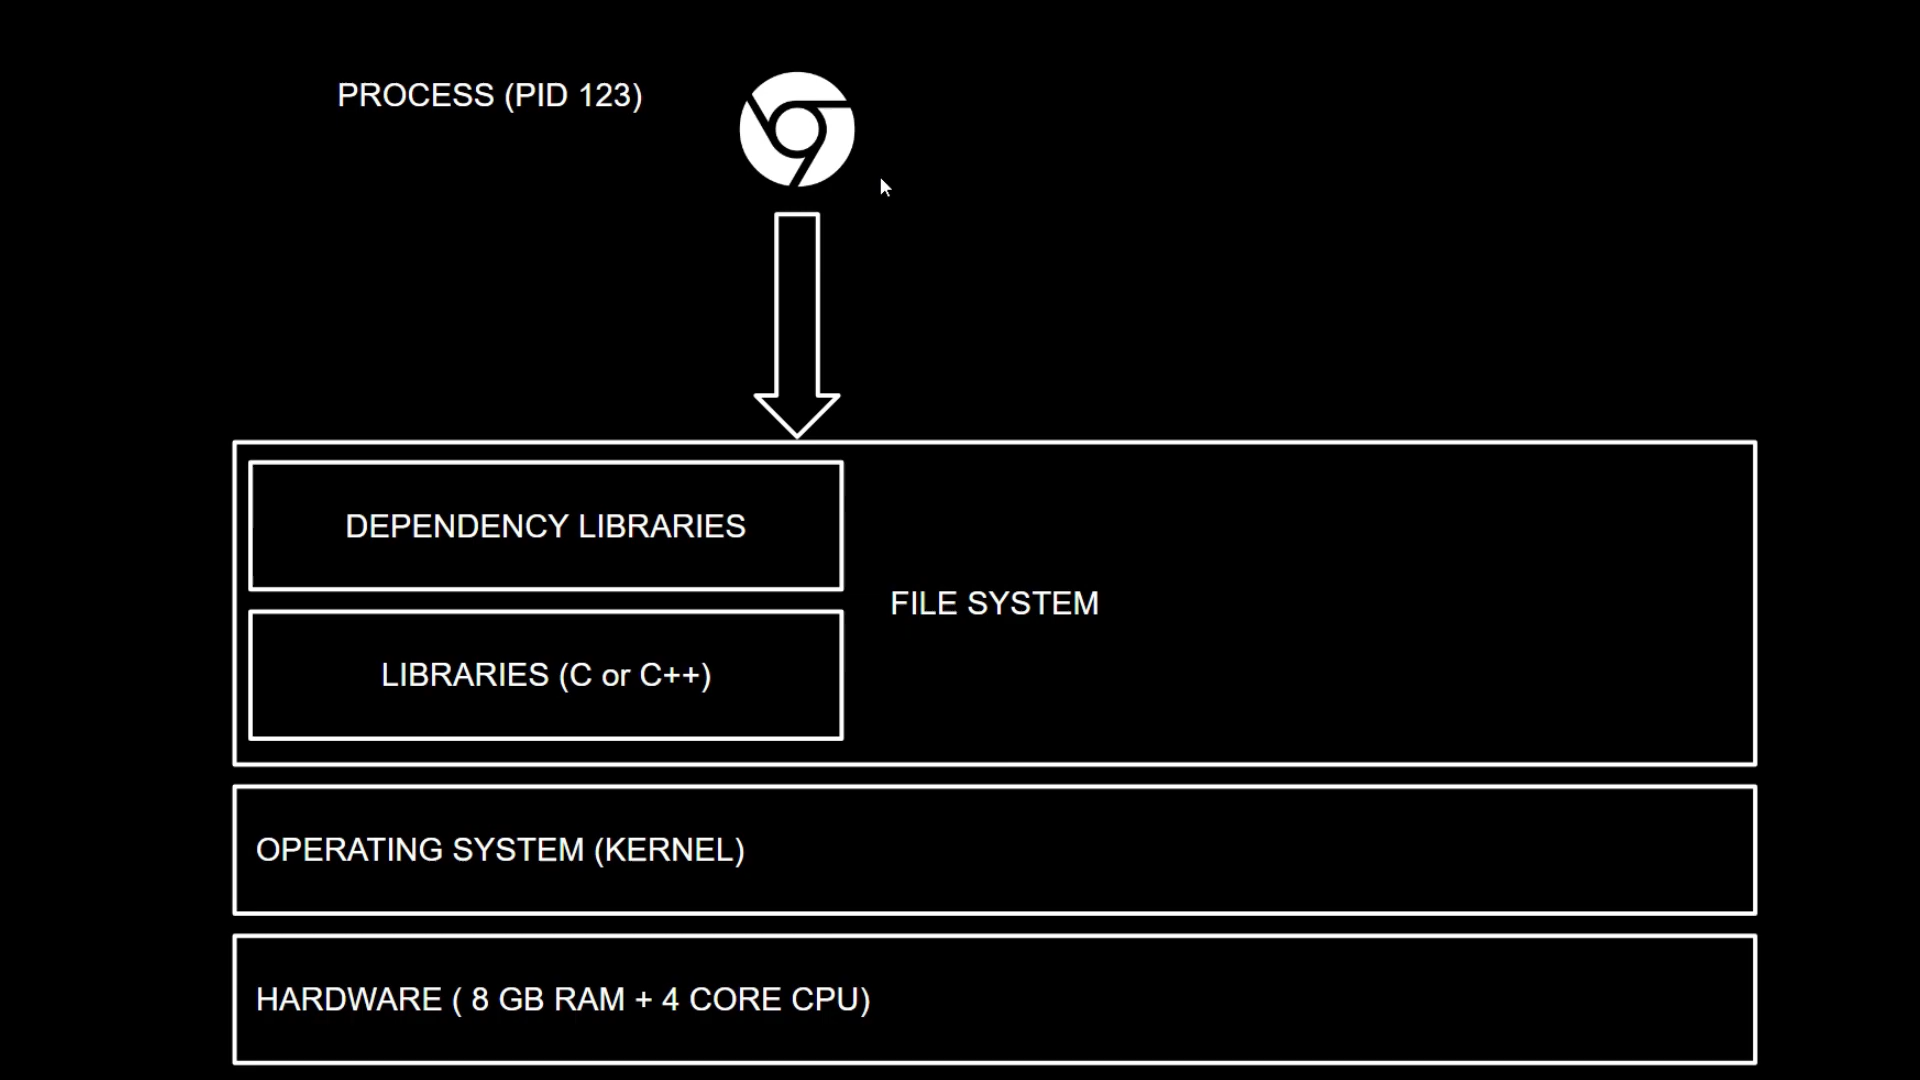 PROCESS (PID 123)
DEPENDENCY LIBRARIES
FILE SYSTEM
LIBRARIES (C or C++)
OPERATING SYSTEM (KERNEL)
HARDWARE ( 8 GB RAM + 4 CORE CPU)